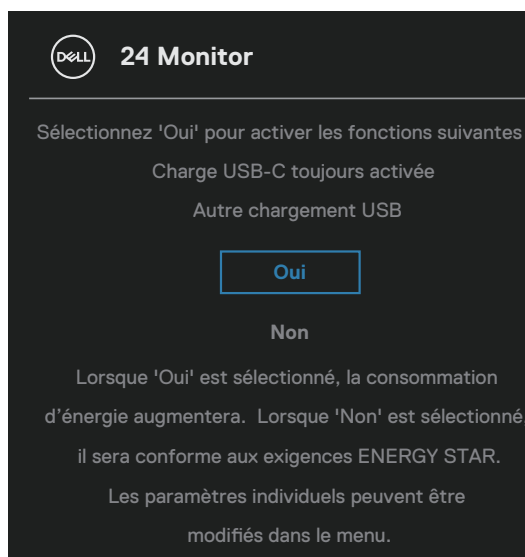 DELL
24 Monitor
Sélectionnez 'Oui' pour activer les fonctions suivantes
Charge USB-C toujours activée
Autre chargement USB
Oui
Non
Lorsque 'Oui' est sélectionné, la consommation
d’énergie augmentera.  Lorsque 'Non' est sélectionné,
il sera conforme aux exigences ENERGY STAR.
Les paramètres individuels peuvent être
modifiés dans le menu.